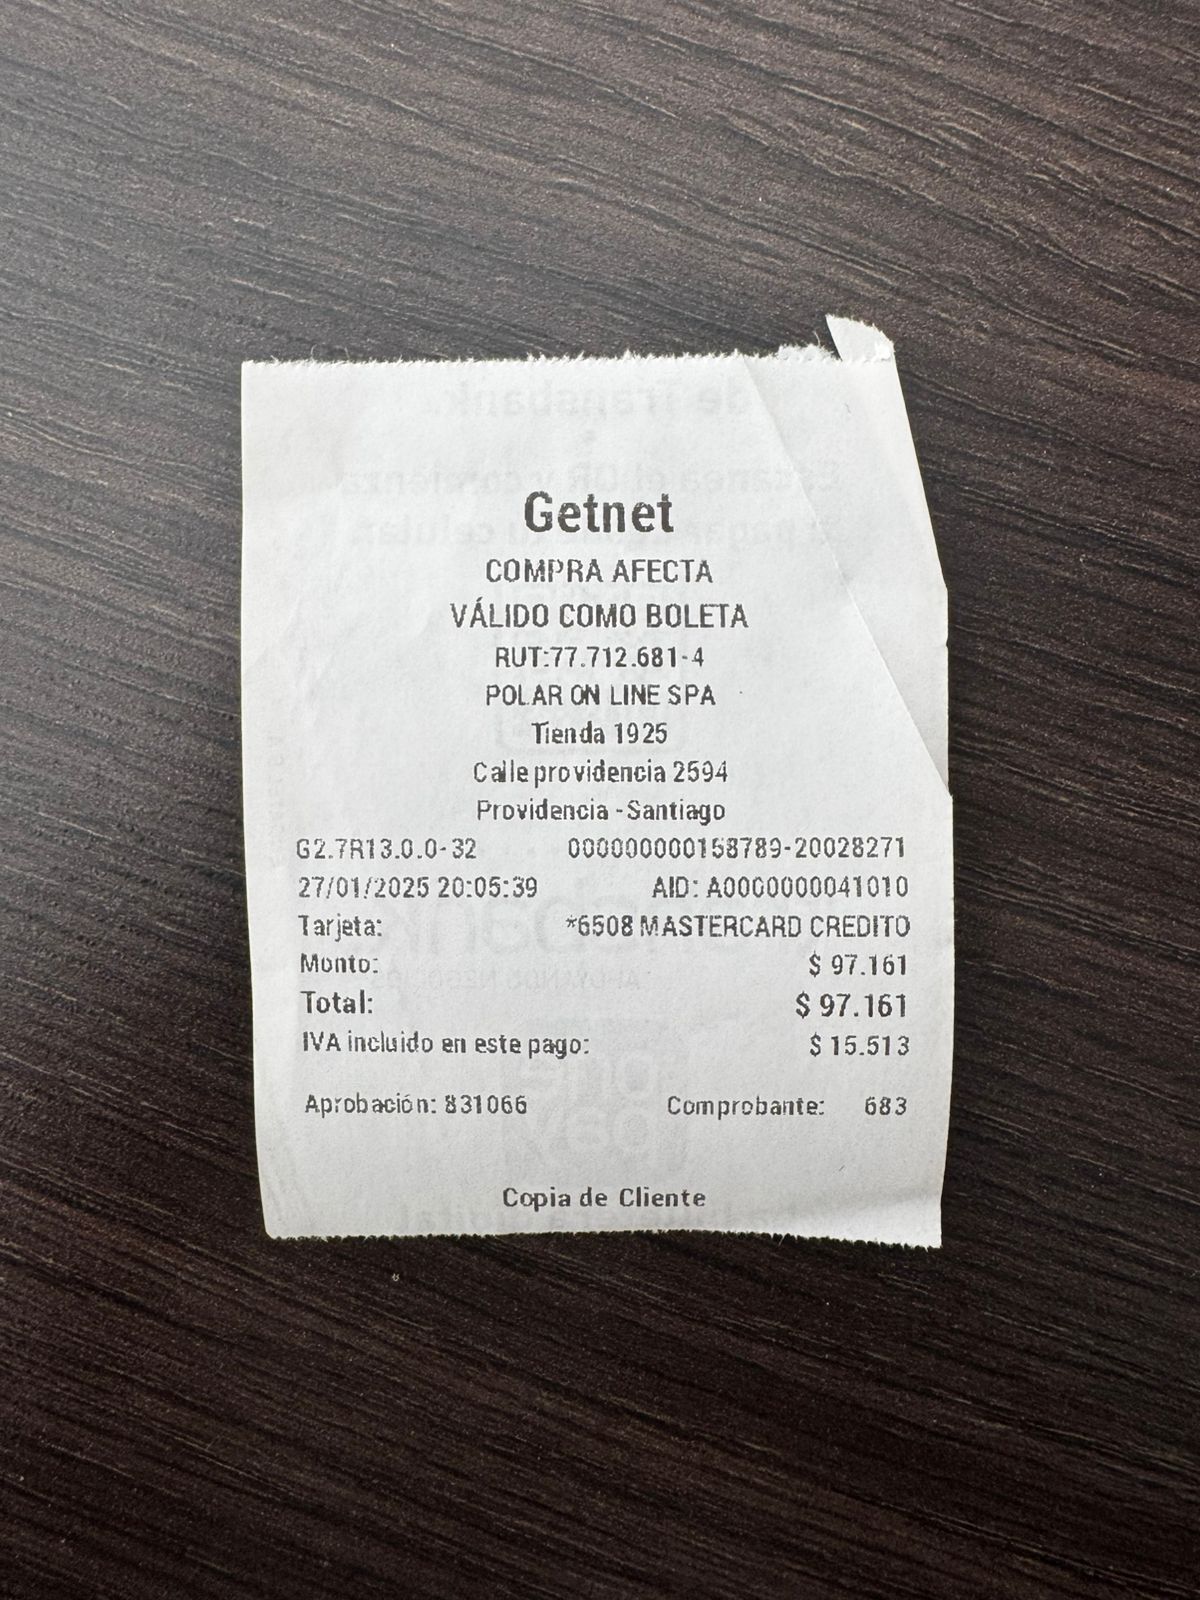 Getnet
COMPRA AFECTA
VÁLIDO COMO BOLETA
RUT:77.712.681-4
POLAR ON LINE SPA
Tienda 1925
Calle providencia 2594
Providencia - Santiago
G2.7R13.0.0-32 000000000158789-20028271
27/01/2025 20:05:39 AID: A0000000041010
Tarjeta: *6508 MASTERCARD CREDITO
Monto: $ 97.161
Total: $ 97.161
IVA incluido en este pago: $ 15.513
Aprobación: 831066 Comprobante: 683
Copia de Cliente